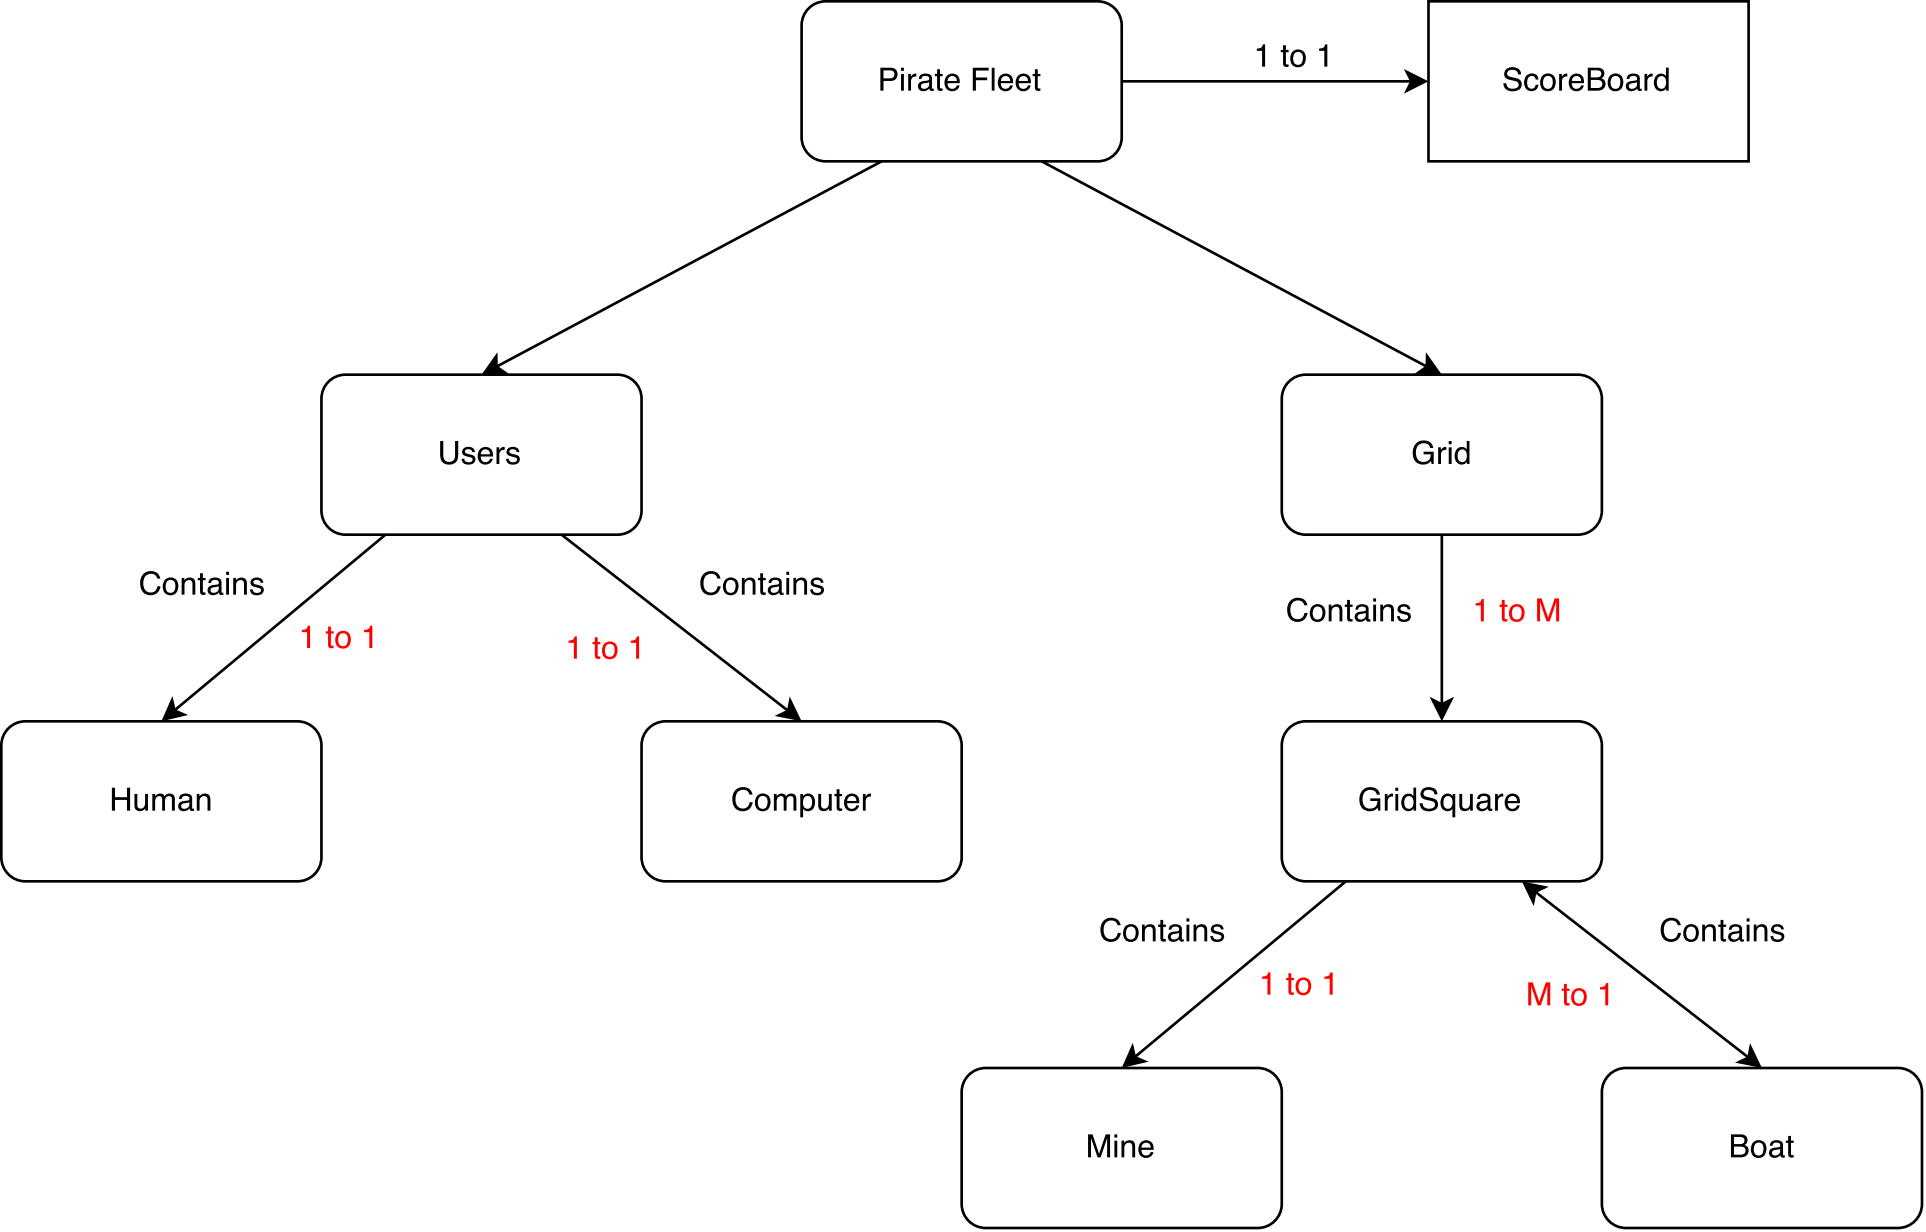 Pirate Fleet
1 to 1
ScoreBoard
Users
Grid
Contains
1 to 1
1 to 1
Contains
Contains
1 to M
Human
Computer
GridSquare
Contains
1 to 1
M to 1
Contains
Mine
Boat